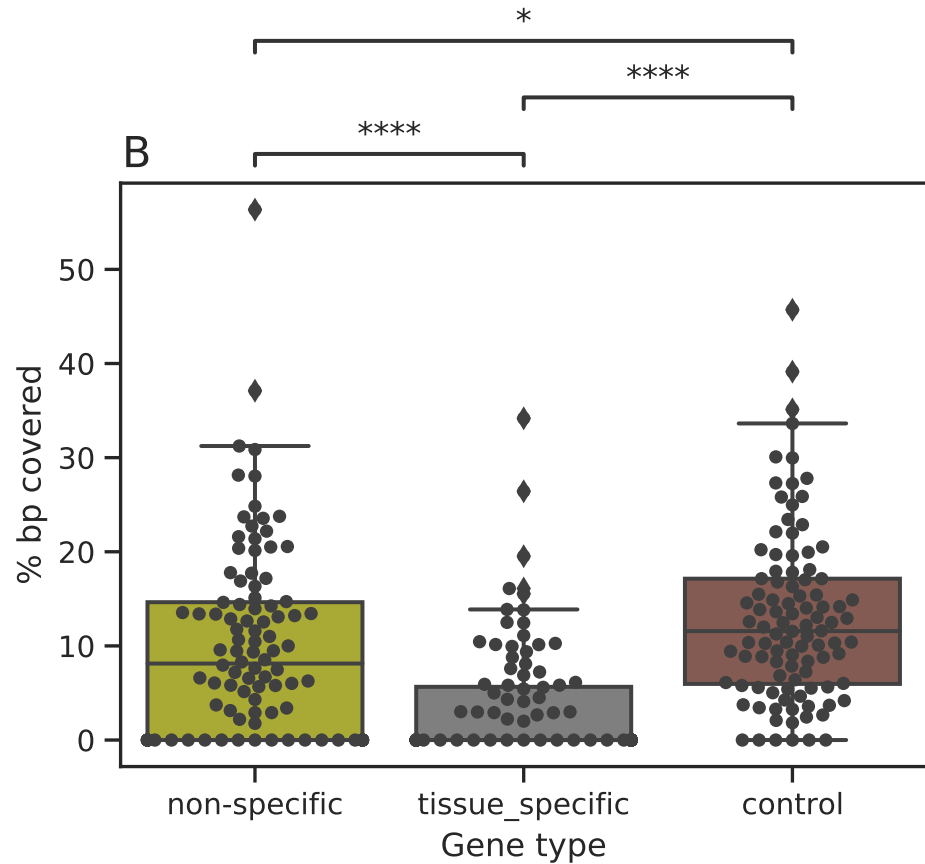 *
****
****
B
% bp covered
50
40
30
20
10
0
non-specific
tissue_specific
control
Gene type